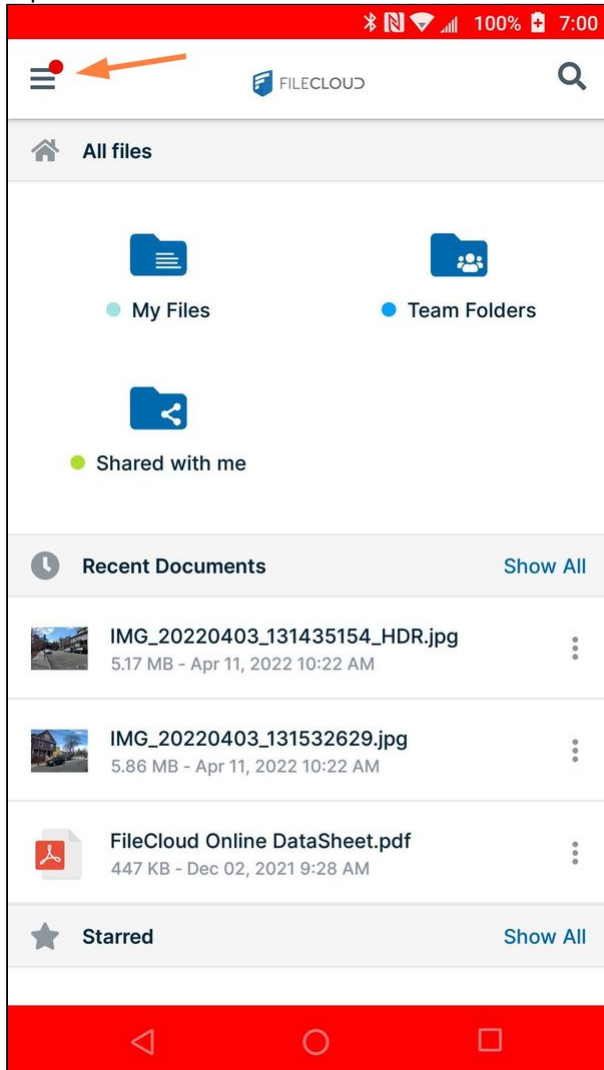 100% 7:00
FILECLOUD
All files
My Files
Team Folders
Shared with me
Recent Documents Show All
IMG_20220403_131435154_HDR.jpg
5.17 MB - Apr 11, 2022 10:22 AM
IMG_20220403_131532629.jpg
5.86 MB - Apr 11, 2022 10:22 AM
FileCloud Online DataSheet.pdf
447 KB - Dec 02, 2021 9:28 AM
Starred Show All